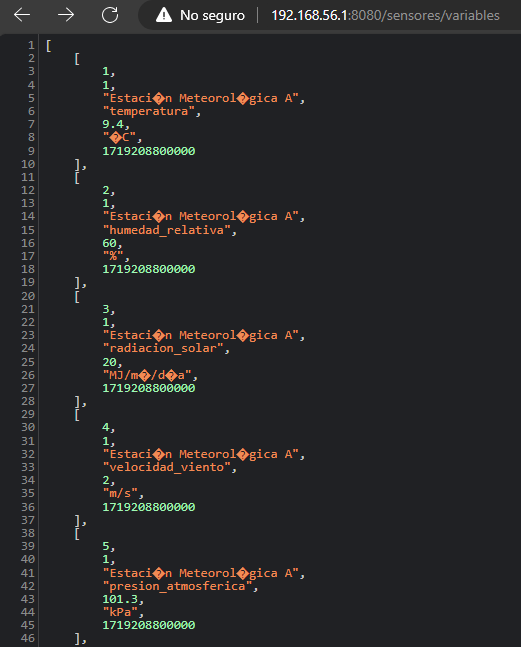 No seguro 192.168.56.1:8080/sensores/variables
1 [
2 [
3 1,
4 1,
5 "Estaci�n Meteorol�gica A",
6 "temperatura",
7 9.4,
8 "�C",
9 1719208800000
10 ],
11 [
12 2,
13 1,
14 "Estaci�n Meteorol�gica A",
15 "humedad_relativa",
16 60,
17 "%",
18 1719208800000
19 ],
20 [
21 3,
22 1,
23 "Estaci�n Meteorol�gica A",
24 "radiacion_solar",
25 20,
26 "MJ/m�/d�a",
27 1719208800000
28 ],
29 [
30 4,
31 1,
32 "Estaci�n Meteorol�gica A",
33 "velocidad_viento",
34 2,
35 "m/s",
36 1719208800000
37 ],
38 [
39 5,
40 1,
41 "Estaci�n Meteorol�gica A",
42 "presion_atmosferica",
43 101.3,
44 "kPa",
45 1719208800000
46 ],